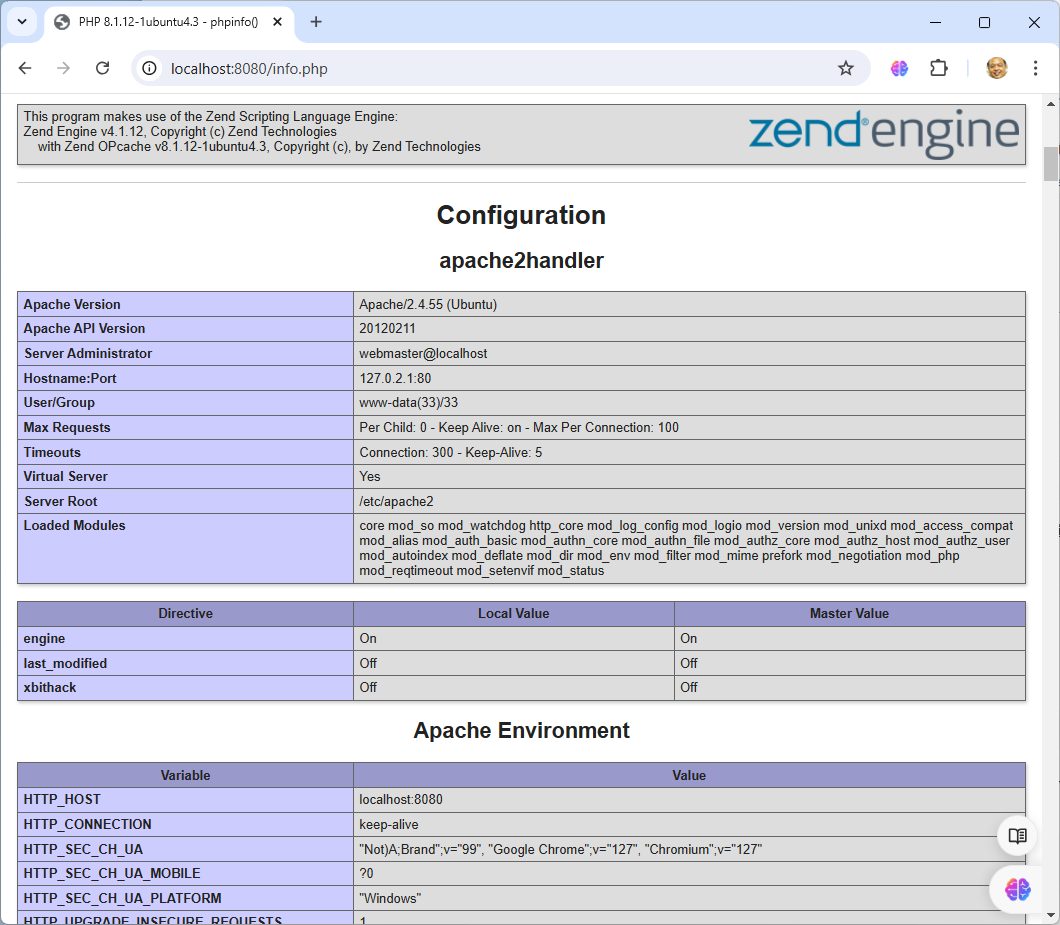 PHP 8.1.12-1ubuntu4.3 - phpinfo()
localhost:8080/info.php
This program makes use of the Zend Scripting Language Engine:
Zend Engine v4.1.12, Copyright (c) Zend Technologies
with Zend OPcache v8.1.12-1ubuntu4.3, Copyright (c), by Zend Technologies
zend®engine
Configuration
apache2handler
Apache Version Apache/2.4.55 (Ubuntu)
Apache API Version 20120211
Server Administrator webmaster@localhost
Hostname:Port 127.0.2.1:80
User/Group www-data(33)/33
Max Requests Per Child: 0 - Keep Alive: on - Max Per Connection: 100
Timeouts Connection: 300 - Keep-Alive: 5
Virtual Server Yes
Server Root /etc/apache2
Loaded Modules core mod_so mod_watchdog http_core mod_log_config mod_logio mod_version mod_unixd mod_access_compat
mod_alias mod_auth_basic mod_authn_core mod_authn_file mod_authz_core mod_authz_host mod_authz_user
mod_autoindex mod_deflate mod_dir mod_env mod_filter mod_mime prefork mod_negotiation mod_php
mod_reqtimeout mod_setenvif mod_status
Directive Local Value Master Value
engine On On
last_modified Off Off
xbithack Off Off
Apache Environment
Variable Value
HTTP_HOST localhost:8080
HTTP_CONNECTION keep-alive
HTTP_SEC_CH_UA "Not)A;Brand";v="99", "Google Chrome";v="127", "Chromium";v="127"
HTTP_SEC_CH_UA_MOBILE ?0
HTTP_SEC_CH_UA_PLATFORM "Windows"
HTTP_UPGRADE_INSECURE_REQUESTS 1